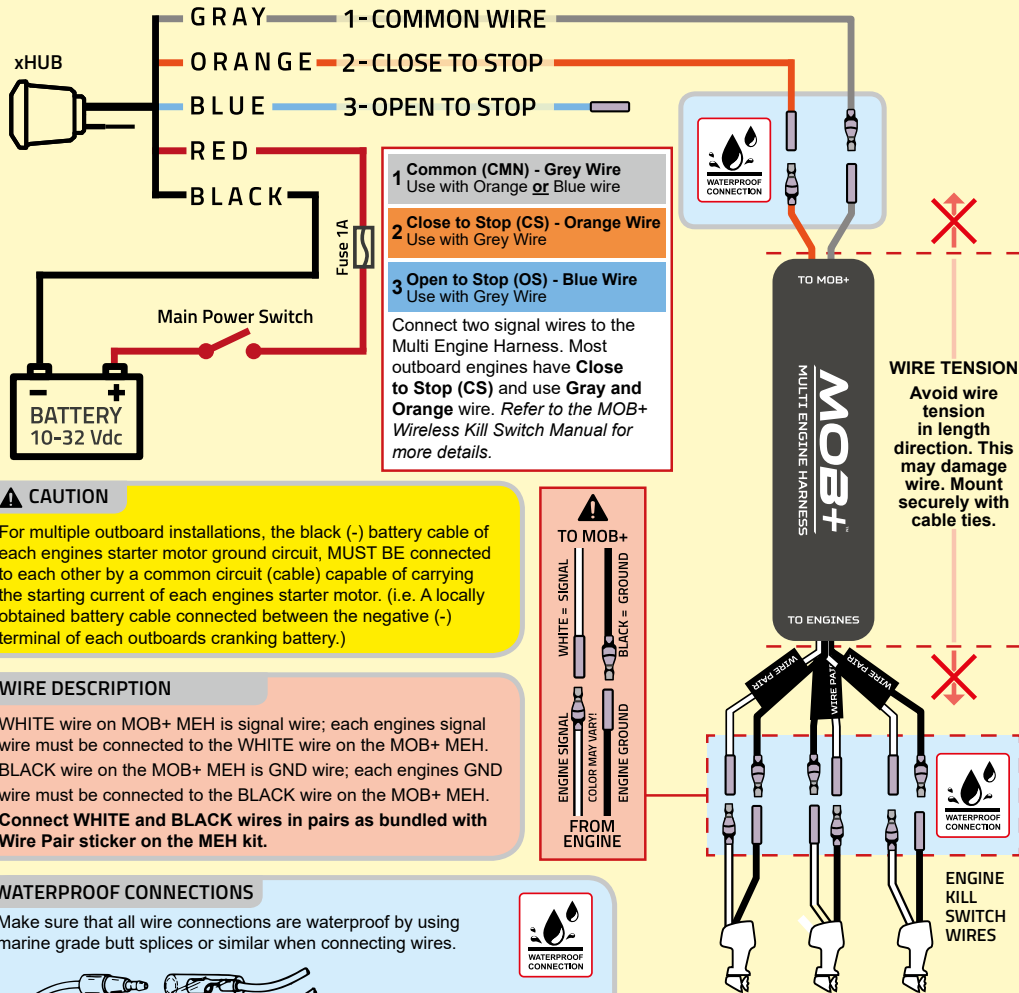 xHUB
GRAY
1-COMMON WIRE
ORANGE
2-CLOSE TO STOP
BLUE
3-OPEN TO STOP
RED
BLACK
Fuse 1A
Main Power Switch
- +
BATTERY
10-32 Vdc
1 Common (CMN) - Grey Wire
Use with Orange or Blue wire
2 Close to Stop (CS) - Orange Wire
Use with Grey Wire
3 Open to Stop (OS) - Blue Wire
Use with Grey Wire
Connect two signal wires to the
Multi Engine Harness. Most
outboard engines have Close
to Stop (CS) and use Gray and
Orange wire. Refer to the MOB+
Wireless Kill Switch Manual for
more details.
WATERPROOF
CONNECTION
TO MOB+
MOB+™
MULTI ENGINE HARNESS
TO ENGINES
WIRE TENSION
Avoid wire
tension
in length
direction. This
may damage
wire. Mount
securely with
cable ties.
CAUTION
For multiple outboard installations, the black (-) battery cable of
each engines starter motor ground circuit, MUST BE connected
to each other by a common circuit (cable) capable of carrying
the starting current of each engines starter motor. (i.e. A locally
obtained battery cable connected between the negative (-)
terminal of each outboards cranking battery.)
WIRE DESCRIPTION
WHITE wire on MOB+ MEH is signal wire; each engines signal
wire must be connected to the WHITE wire on the MOB+ MEH.
BLACK wire on the MOB+ MEH is GND wire; each engines GND
wire must be connected to the BLACK wire on the MOB+ MEH.
Connect WHITE and BLACK wires in pairs as bundled with
Wire Pair sticker on the MEH kit.
TO MOB+
WHITE = SIGNAL
BLACK = GROUND
ENGINE SIGNAL
COLOR MAY VARY!
ENGINE GROUND
FROM
ENGINE
WIRE PAIR
WIRE PAIR
WIRE PAIR
WATERPROOF
CONNECTION
ENGINE
KILL
SWITCH
WIRES
WATERPROOF CONNECTIONS
Make sure that all wire connections are waterproof by using
marine grade butt splices or similar when connecting wires.
WATERPROOF
CONNECTION